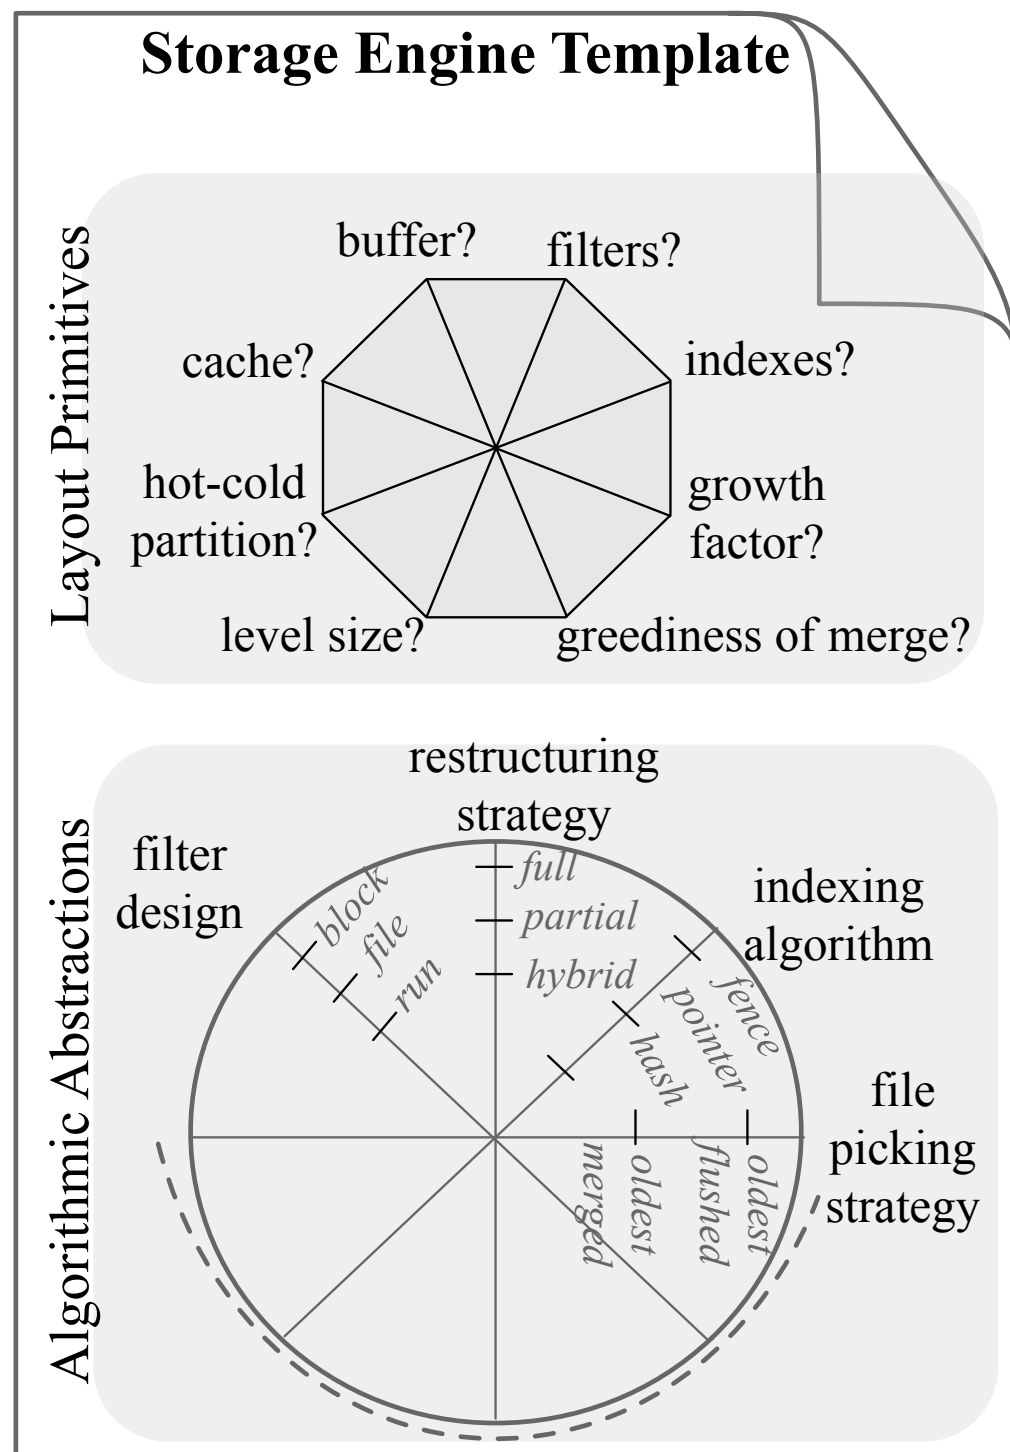 Storage Engine Template
Layout Primitives
buffer?
filters?
cache?
indexes?
hot-cold
partition?
growth
factor?
level size?
greediness of merge?
Algorithmic Abstractions
restructuring
strategy
filter
design
block
file
run
full
partial
hybrid
indexing
algorithm
fence
pointer
hash
file
picking
strategy
oldest
flushed
oldest
merged